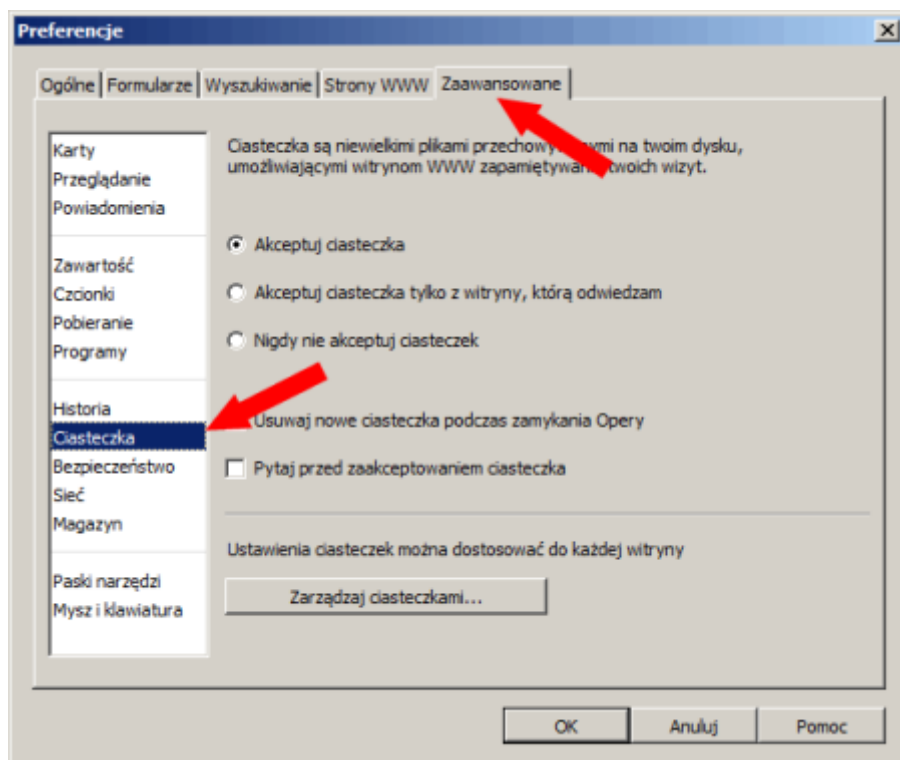 Preferencje
Ogólne
Formularze
Wyszukiwanie
Strony WWW
Zaawansowane
Karty
Przeglądanie
Powiadomienia
Zawartość
Czcionki
Pobieranie
Programy
Historia
Ciasteczka
Bezpieczeństwo
Sieć
Magazyn
Paski narzędzi
Mysz i klawiatura
Ciasteczka są niewielkimi plikami na twoim dysku,
umożliwiającymi witrynom WWW twoich wizyt.
Akceptuj ciasteczka
Akceptuj ciasteczka tylko z witryny, którą odwiedzam
Nigdy nie akceptuj ciasteczek
Usuwaj nowe ciasteczka podczas zamykania Opery
Pytaj przed zaakceptowaniem ciasteczka
Ustawienia ciasteczek można dostosować do każdej witryny
Zarządzaj ciasteczkami...
OK
Anuluj
Pomoc